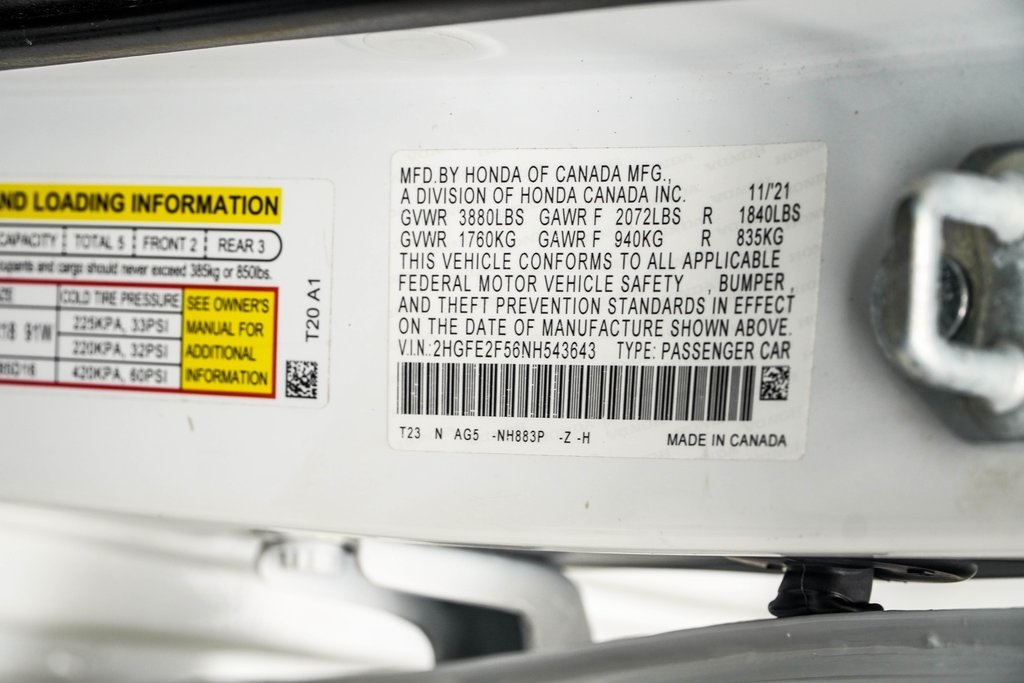 ND LOADING INFORMATION
CAPACITY TOTAL 5 FRONT 2 REAR 3
cupants and cargo should never exceed 385kg or 850lbs.
COLD TIRE PRESSURE
SEE OWNER'S
MANUAL FOR
ADDITIONAL
INFORMATION
91W
225KPA, 33PSI
220KPA, 32PSI
420KPA, 60PSI
T20 A1
MFD.BY HONDA OF CANADA MFG.,
A DIVISION OF HONDA CANADA INC. 11/'21
GVWR 3880LBS GAWR F 2072LBS R 1840LBS
GVWR 1760KG GAWR F 940KG R 835KG
THIS VEHICLE CONFORMS TO ALL APPLICABLE
FEDERAL MOTOR VEHICLE SAFETY , BUMPER,
AND THEFT PREVENTION STANDARDS IN EFFECT
ON THE DATE OF MANUFACTURE SHOWN ABOVE.
V.I.N.:2HGFE2F56NH543643 TYPE: PASSENGER CAR
T23 N AG5 -NH883P -Z -H MADE IN CANADA